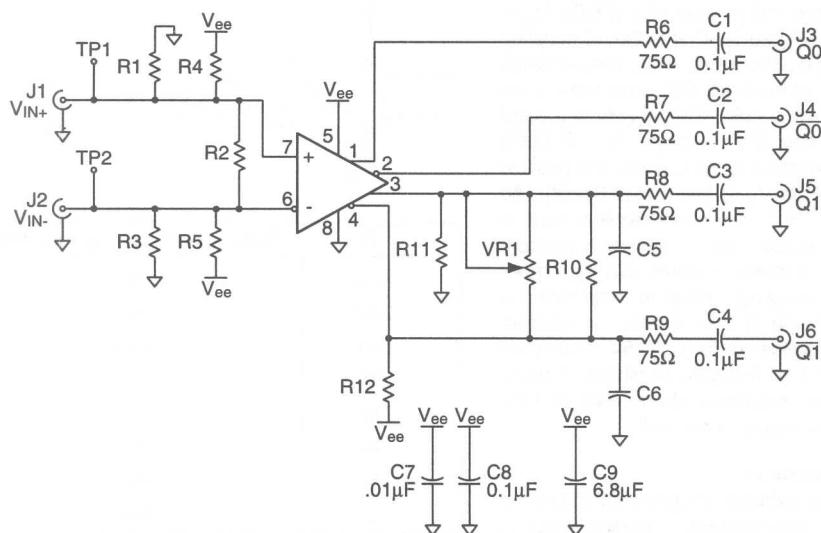 Vee
TP1
R1
R4
J1
VIN+
R2
TP2
J2
VIN-
R3
R5
Vee
Vee
5
7
+
1
2
3
6
-
4
8
R6
75Ω
C1
0.1µF
J3
Q0
R7
75Ω
C2
0.1µF
J4
Q0
R8
75Ω
C3
0.1µF
J5
Q1
R11
VR1
R10
C5
R9
75Ω
C4
0.1µF
J6
Q1
R12
Vee
C6
Vee
Vee
Vee
C7
.01µF
C8
0.1µF
C9
6.8µF